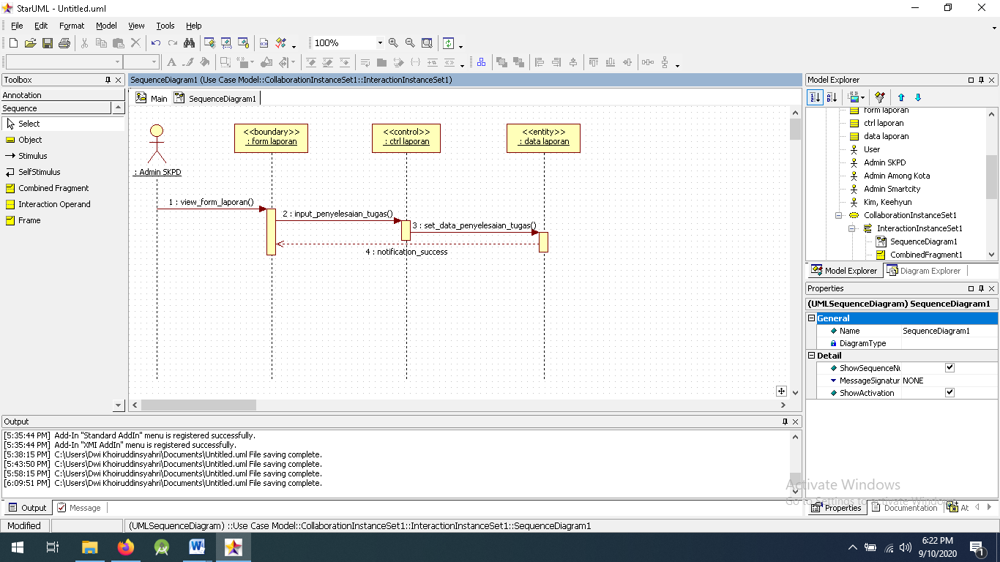 StarUML - Untitled.uml
File Edit Format Model View Tools Help
100%
Toolbox
Annotation
Sequence
Select
Object
Stimulus
SelfStimulus
Combined Fragment
Interaction Operand
Frame
SequenceDiagram1 (Use Case Model::CollaborationInstanceSet1::InteractionInstanceSet1)
Main SequenceDiagram1
: Admin SKPD
<<boundary>>
: form laporan
<<control>>
: ctrl laporan
<<entity>>
: data laporan
1 : view_form_laporan()
2 : input_penyelesaian_tugas()
3 : set_data_penyelesaian_tugas()
4 : notification_success
Model Explorer
form laporan
ctrl laporan
data laporan
User
Admin SKPD
Admin Among Kota
Admin Smartcity
Kim, Keehyun
CollaborationInstanceSet1
InteractionInstanceSet1
SequenceDiagram1
CombinedFragment1
Model Explorer Diagram Explorer
Properties
(UMLSequenceDiagram) SequenceDiagram1
General
Name SequenceDiagram1
DiagramType
Detail
ShowSequenceNu
MessageSignatur NONE
ShowActivation
Output
[5:35:44 PM] Add-In "Standard AddIn" menu is registered successfully.
[5:35:44 PM] Add-In "XMI AddIn" menu is registered successfully.
[5:38:15 PM] C:\Users\Dwi Khoiruddinsyahri\Documents\Untitled.uml File saving complete.
[5:43:50 PM] C:\Users\Dwi Khoiruddinsyahri\Documents\Untitled.uml File saving complete.
[5:58:15 PM] C:\Users\Dwi Khoiruddinsyahri\Documents\Untitled.uml File saving complete.
[6:09:51 PM] C:\Users\Dwi Khoiruddinsyahri\Documents\Untitled.uml File saving complete.
Activate Windows
Go to Settings to activate Windows.
Output Message
Properties Documentation At
Modified
(UMLSequenceDiagram) ::Use Case Model::CollaborationInstanceSet1::InteractionInstanceSet1::SequenceDiagram1
6:22 PM
9/10/2020
1